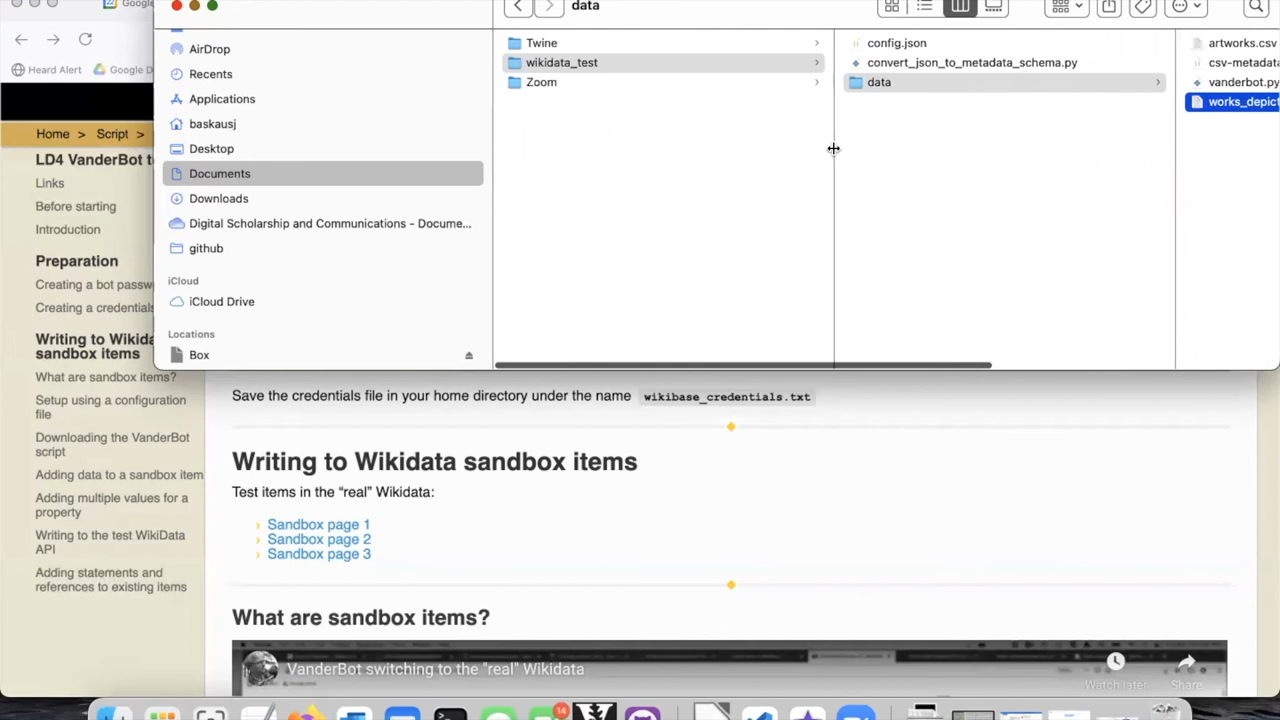 Google
data
AirDrop
Recents
Applications
baskausj
Desktop
Documents
Downloads
Digital Scholarship and Communications – Docume...
github
iCloud
iCloud Drive
Locations
Box
Twine
wikidata_test
Zoom
config.json
convert_json_to_metadata_schema.py
data
artworks.csv
csv-metadata
vanderbot.py
works_depict
Heard Alert
Google D
Home > Script >
LD4 VanderBot
Links
Before starting
Introduction
Preparation
Creating a bot passw
Creating a credentials
Writing to Wikida
sandbox items
What are sandbox items?
Setup using a configuration
file
Downloading the VanderBot
script
Adding data to a sandbox item
Adding multiple values for a
property
Writing to the test WikiData
API
Adding statements and
references to existing items
Save the credentials file in your home directory under the name wikibase_credentials.txt
Writing to Wikidata sandbox items
Test items in the “real” Wikidata:
Sandbox page 1
Sandbox page 2
Sandbox page 3
What are sandbox items?
VanderBot switching to the "real" Wikidata
Watch later
Share
14